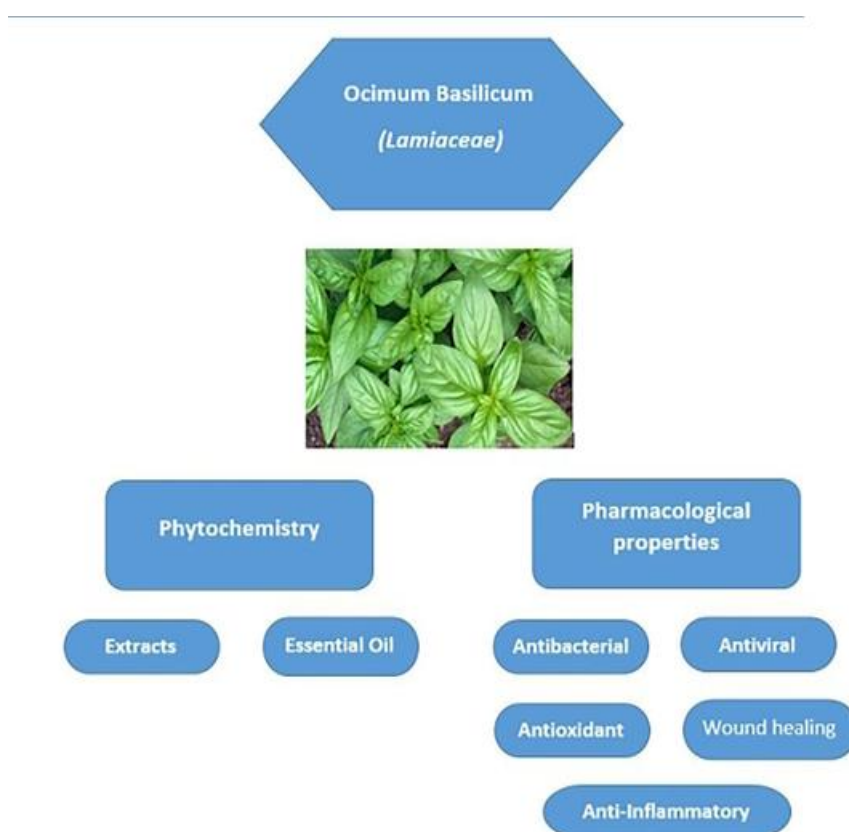 Ocimum Basilicum
(Lamiaceae)
Phytochemistry
Pharmacological
properties
Extracts
Essential Oil
Antibacterial
Antiviral
Antioxidant
Wound healing
Anti-Inflammatory